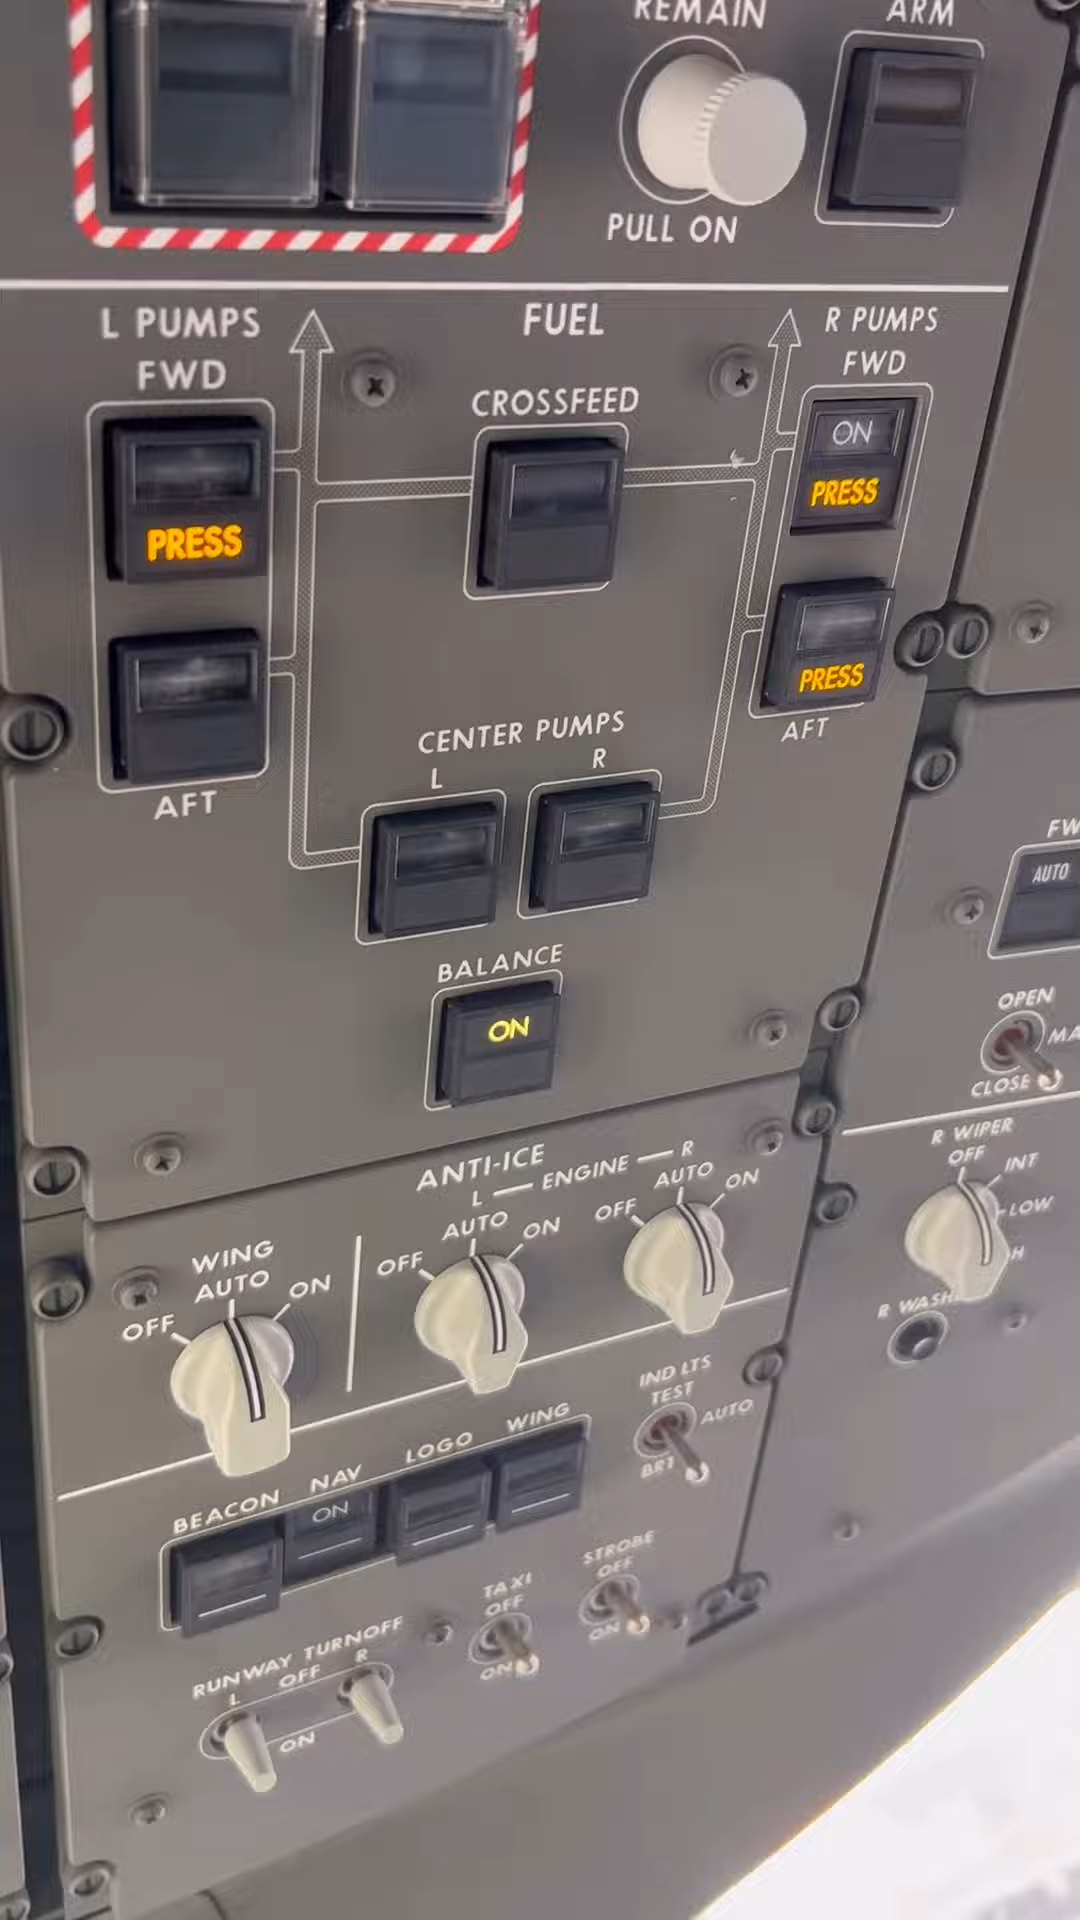 REMAIN
ARM
PULL ON
L PUMPS
FUEL
R PUMPS
FWD
FWD
CROSSFEED
ON
PRESS
PRESS
PRESS
AFT
CENTER PUMPS
L
R
AFT
AUTO
BALANCE
ON
OPEN
CLOSE
ANTI-ICE
L — ENGINE — R
OFF AUTO ON
OFF AUTO ON
WING
OFF AUTO ON
R WIPER
OFF
INT
LOW
R WASH
IND LTS
TEST
AUTO
BRT
BEACON
NAV
LOGO
WING
ON
STROBE
OFF
ON
TAXI
OFF
ON
RUNWAY TURNOFF
L OFF R
ON